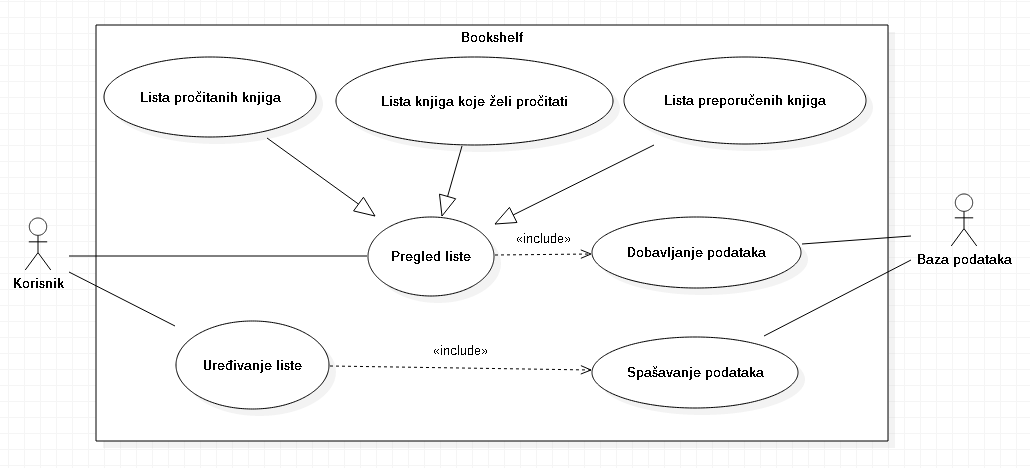 Bookshelf
Lista pročitanih knjiga
Lista knjiga koje želi pročitati
Lista preporučenih knjiga
Korisnik
Pregled liste
«include»
Dobavljanje podataka
Baza podataka
Uređivanje liste
«include»
Spašavanje podataka